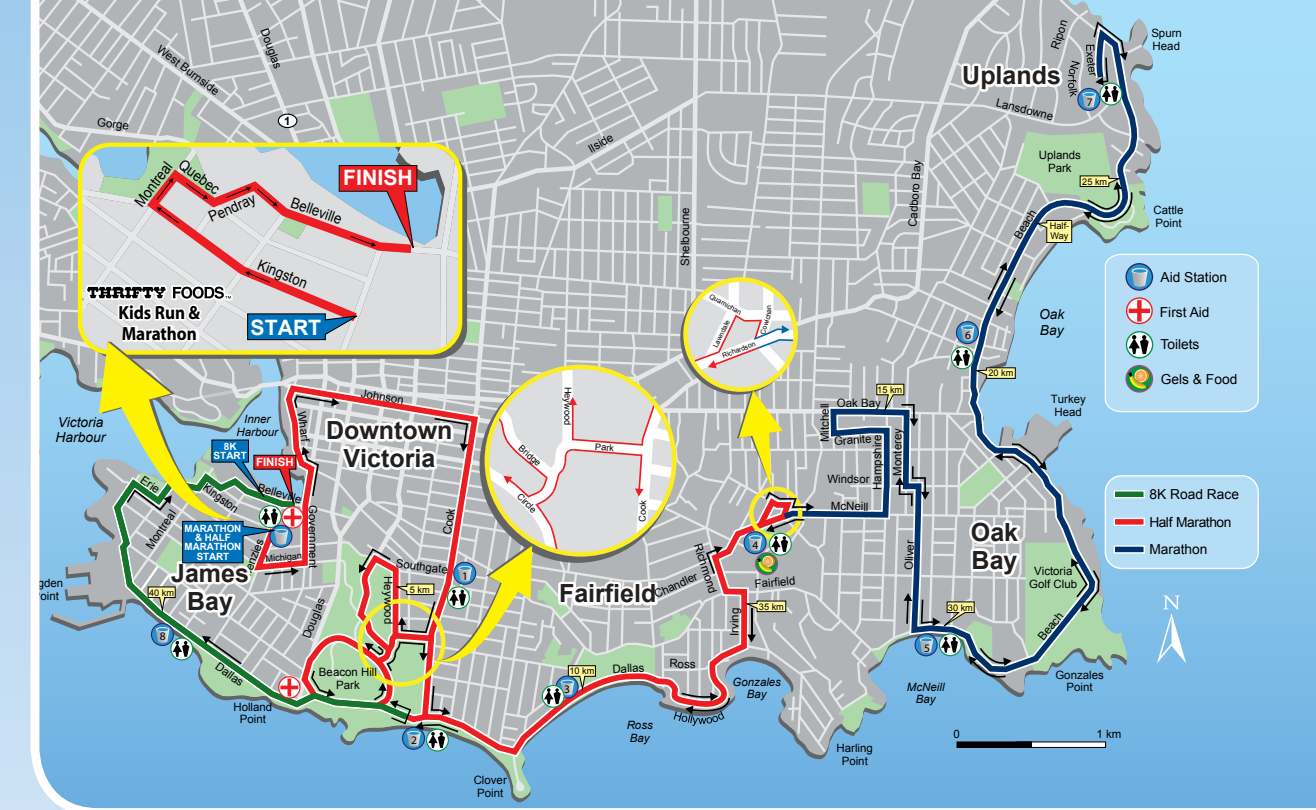 Douglas
West Burnside
Gorge
1
Ilside
Shelbourne
Cadboro Bay
Uplands
Ripon
Exeter
Norfolk
Spurn
Head
7
Lansdowne
Uplands
Park
25 km
Cattle
Point
Beach
Half-
Way
Oak
Bay
6
20 km
Turkey
Head
Montreal
Quebec
Pendray
Belleville
FINISH
Kingston
START
THRIFTY FOODS™
Kids Run &
Marathon
Quamichan
Cowichan
Lawndale
Richardson
Aid Station
First Aid
Toilets
Gels & Food
8K Road Race
Half Marathon
Marathon
N
0
1 km
Victoria
Harbour
Inner
Harbour
8K
START
FINISH
Johnson
Wharf
Downtown
Victoria
Cook
Erie
Kingston
Belleville
Montreal
Government
MARATHON
& HALF
MARATHON
START
Michigan
James
Bay
40 km
8
Dallas
Douglas
Southgate
Heywood
5 km
1
Beacon Hill
Park
Holland
Point
2
Heywood
Park
Bridge
Circle
Cook
Fairfield
Chandler
Richmond
4
Fairfield
Irving
35 km
10 km
3
Dallas
Ross
Hollywood
Gonzales
Bay
Ross
Bay
Clover
Point
Harling
Point
McNeill
Bay
15 km
Oak Bay
Mitchell
Granite
Hampshire
Monterey
Windsor
McNeill
Oliver
Oak
Bay
30 km
5
Victoria
Golf Club
Beach
Gonzales
Point